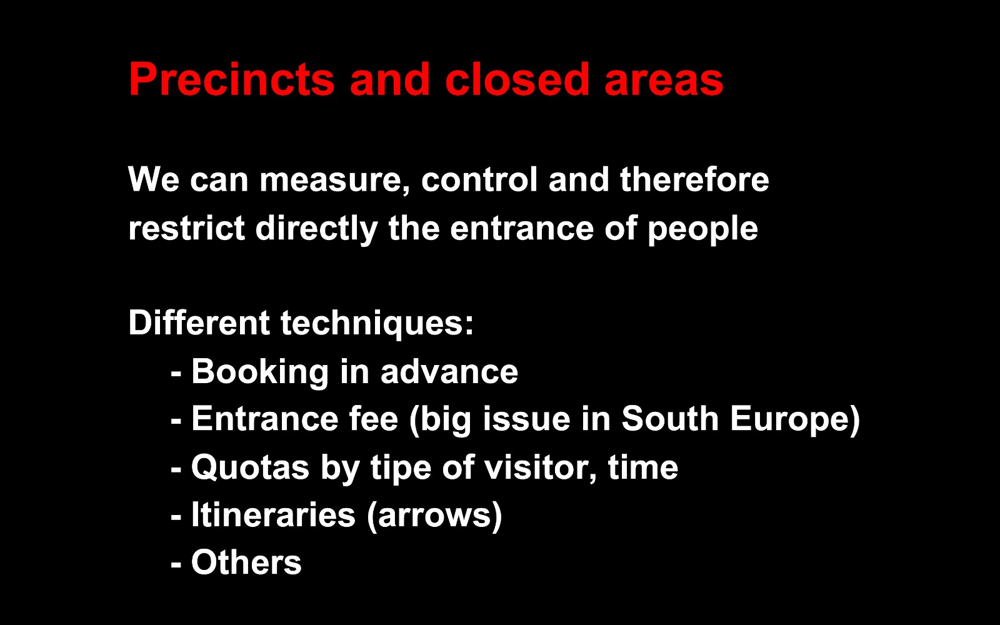 Precincts and closed areas
We can measure, control and therefore
restrict directly the entrance of people
Different techniques:
- Booking in advance
- Entrance fee (big issue in South Europe)
- Quotas by tipe of visitor, time
- Itineraries (arrows)
- Others